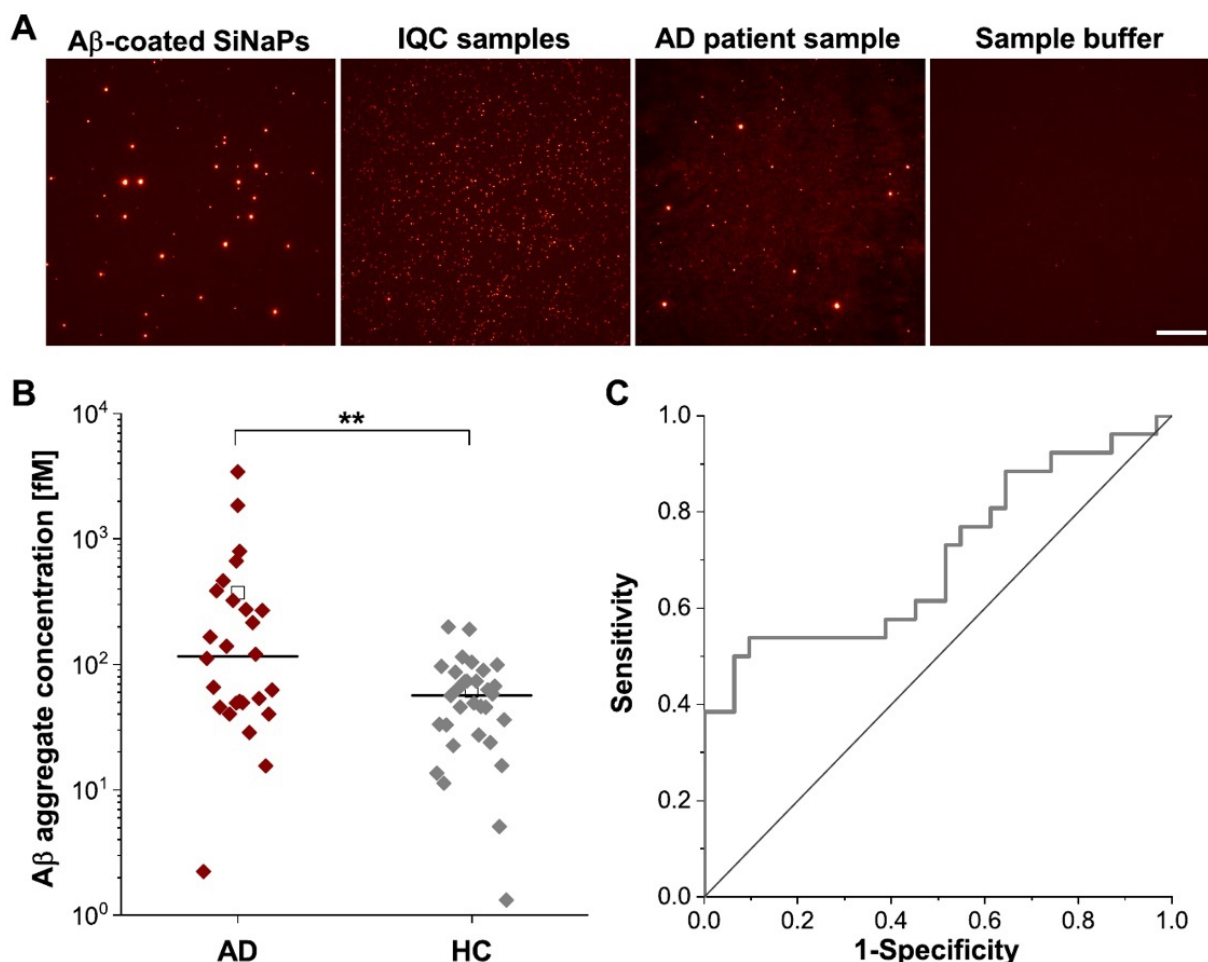 A
Aβ-coated SiNaPs IQC samples AD patient sample Sample buffer
B
**
Aβ aggregate concentration [fM]
10⁴
10³
10²
10¹
10⁰
AD HC
C
Sensitivity
1.0
0.8
0.6
0.4
0.2
0.0
0.0 0.2 0.4 0.6 0.8 1.0
1-Specificity